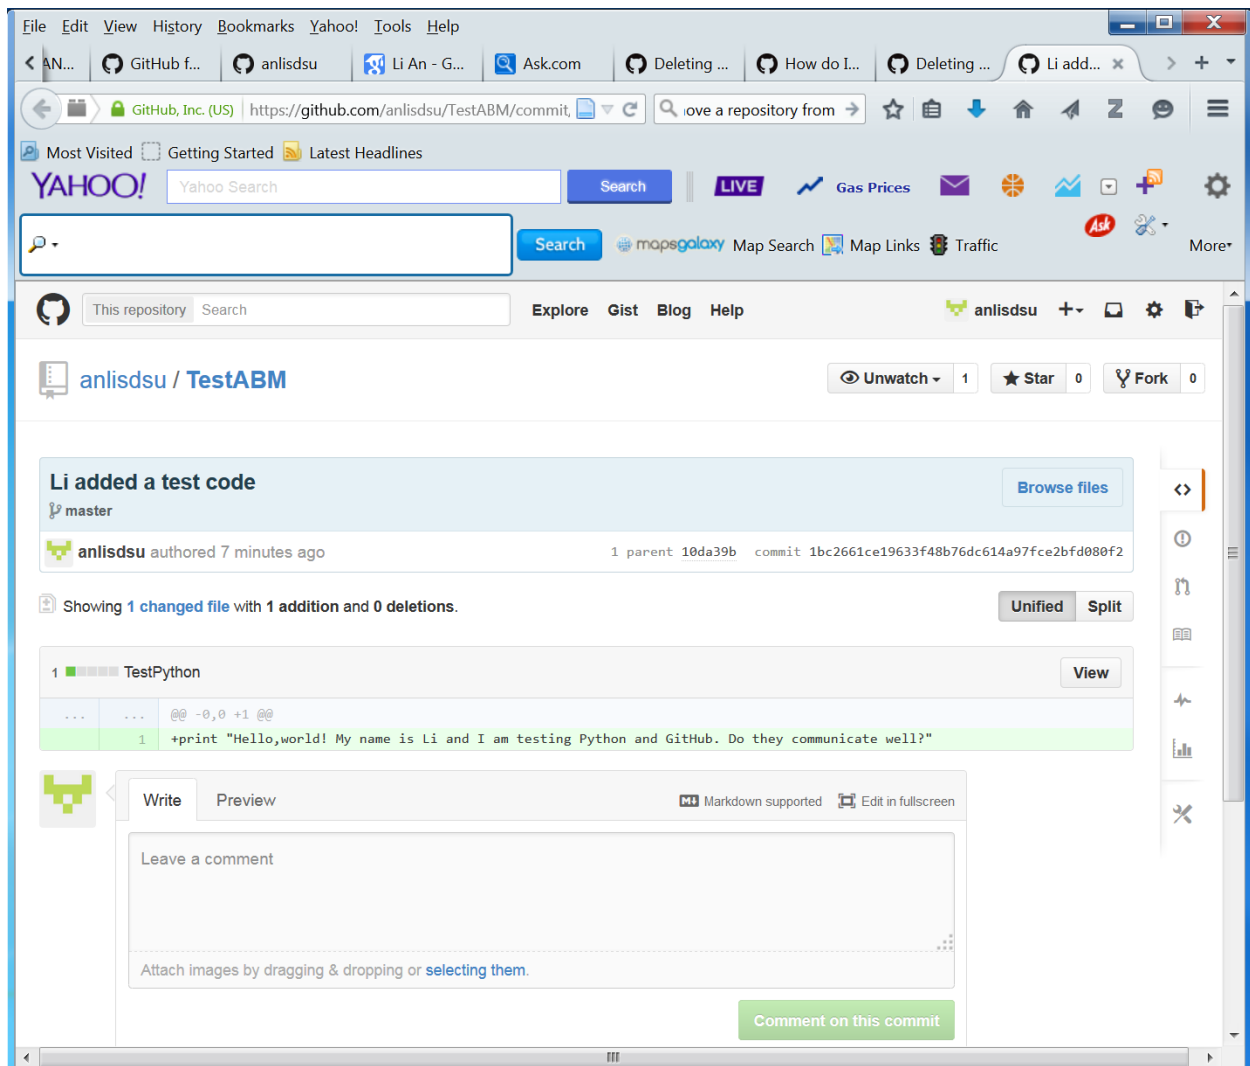 File Edit View History Bookmarks Yahoo! Tools Help
AN... GitHub f... anlisdsu Li An - G... Ask.com Deleting ... How do I... Deleting ... Li add...
GitHub, Inc. (US) https://github.com/anlisdsu/TestABM/commit, ove a repository from
Most Visited Getting Started Latest Headlines
YAHOO! Yahoo Search Search LIVE Gas Prices
Search mapsgalaxy Map Search Map Links Traffic Ask More
This repository Search Explore Gist Blog Help anlisdsu
anlisdsu / TestABM Unwatch 1 Star 0 Fork 0
Li added a test code Browse files
master
anlisdsu authored 7 minutes ago 1 parent 10da39b commit 1bc2661ce19633f48b76dc614a97fce2bfd080f2
Showing 1 changed file with 1 addition and 0 deletions. Unified Split
1 TestPython View
... ... @@ -0,0 +1 @@
1 +print "Hello,world! My name is Li and I am testing Python and GitHub. Do they communicate well?"
Write Preview Markdown supported Edit in fullscreen
Leave a comment
Attach images by dragging & dropping or selecting them.
Comment on this commit